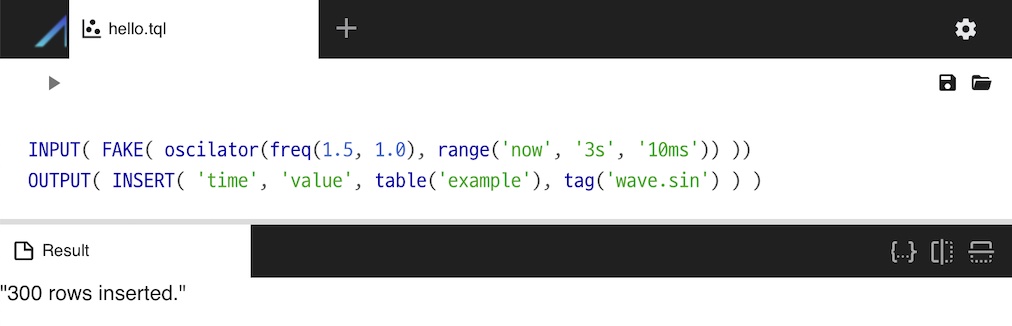 hello.tql
INPUT( FAKE( oscilator(freq(1.5, 1.0), range('now', '3s', '10ms')) ))
OUTPUT( INSERT( 'time', 'value', table('example'), tag('wave.sin') ) )
Result
"300 rows inserted."